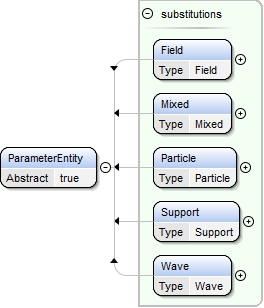 substitutions
Field
Type Field
Mixed
Type Mixed
ParameterEntity
Abstract true
Particle
Type Particle
Support
Type Support
Wave
Type Wave